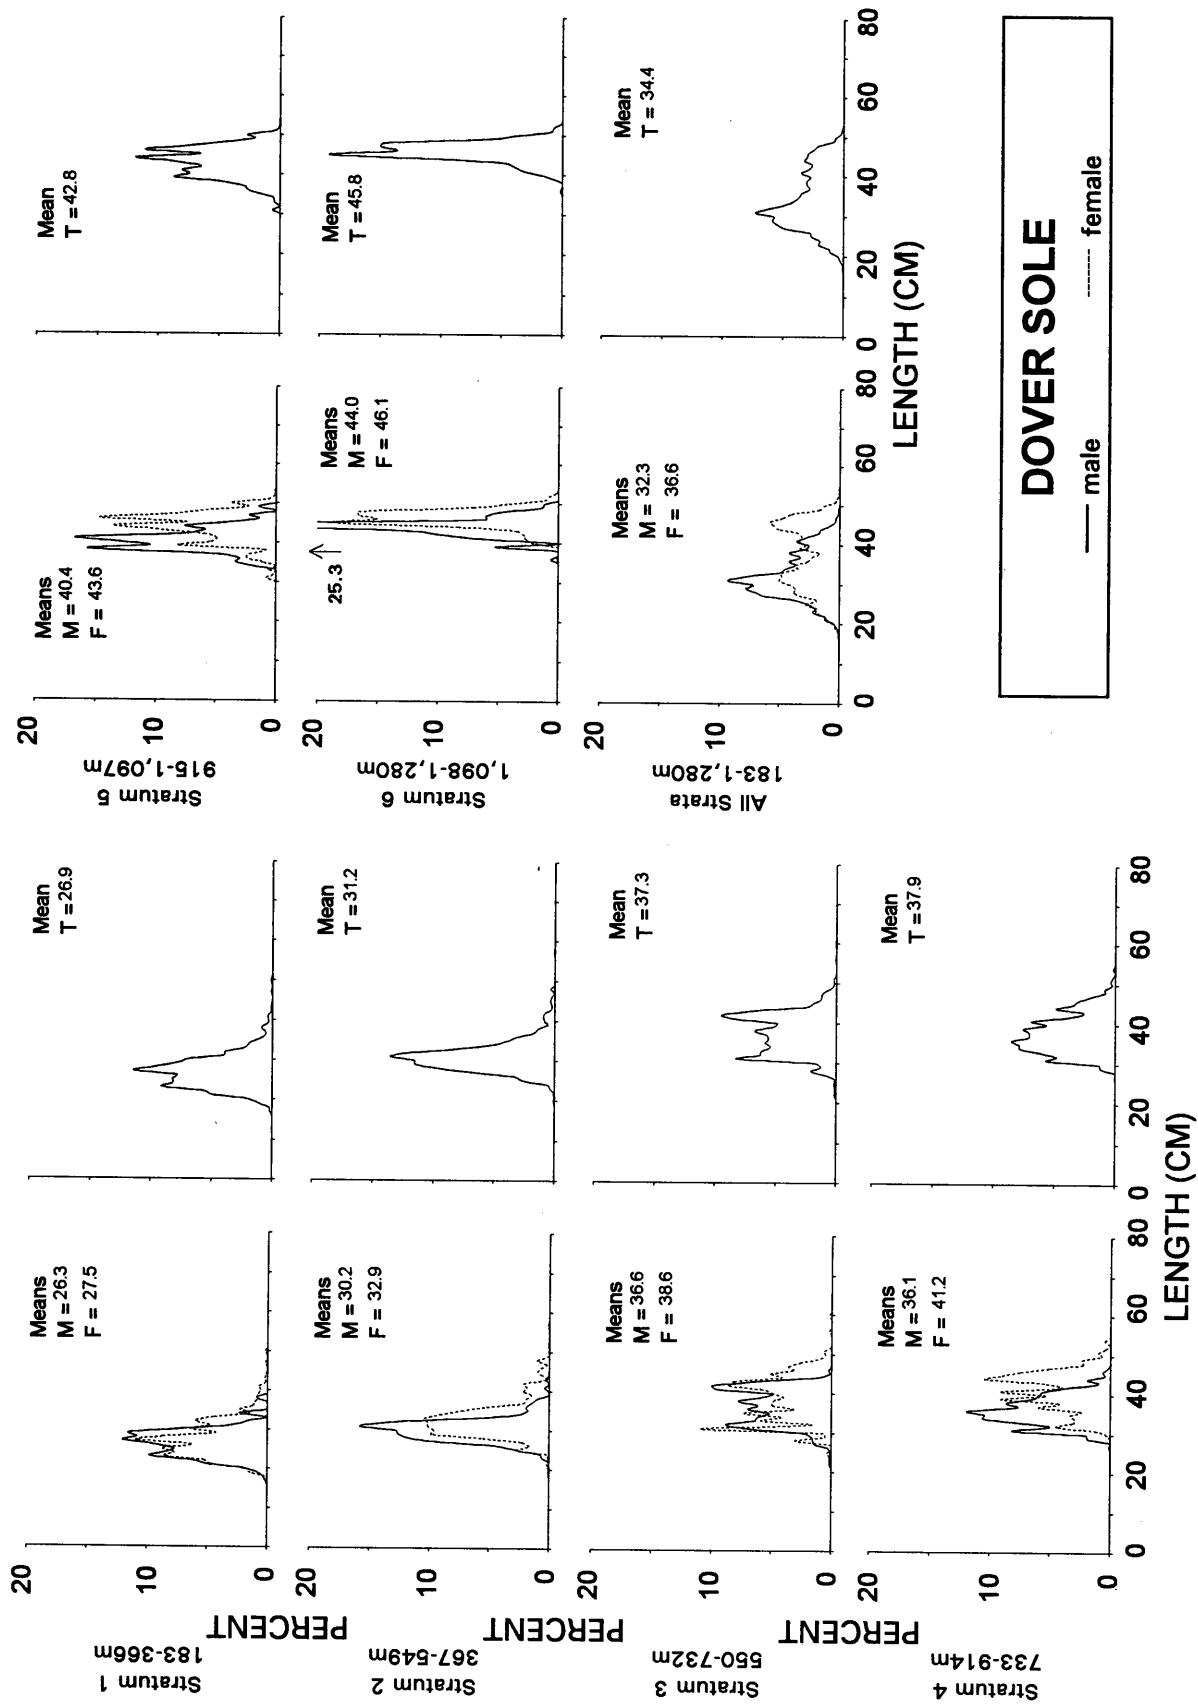 Stratum 1
183-366m
PERCENT
20
10
0
Means
M = 26.3
F = 27.5
Mean
T = 26.9
Stratum 2
367-549m
PERCENT
20
10
0
Means
M = 30.2
F = 32.9
Mean
T = 31.2
Stratum 3
550-732m
PERCENT
20
10
0
Means
M = 36.6
F = 38.6
Mean
T = 37.3
Stratum 4
733-914m
PERCENT
20
10
0
Means
M = 36.1
F = 41.2
Mean
T = 37.9
0 20 40 60 80
0 20 40 60 80
LENGTH (CM)
Stratum 5
915-1,097m
20
10
0
Means
M = 40.4
F = 43.6
Mean
T = 42.8
Stratum 6
1,098-1,280m
20
10
0
25.3
Means
M = 44.0
F = 46.1
Mean
T = 45.8
All Strata
183-1,280m
20
10
0
Means
M = 32.3
F = 36.6
Mean
T = 34.4
0 20 40 60 80
0 20 40 60 80
LENGTH (CM)
DOVER SOLE
male
female